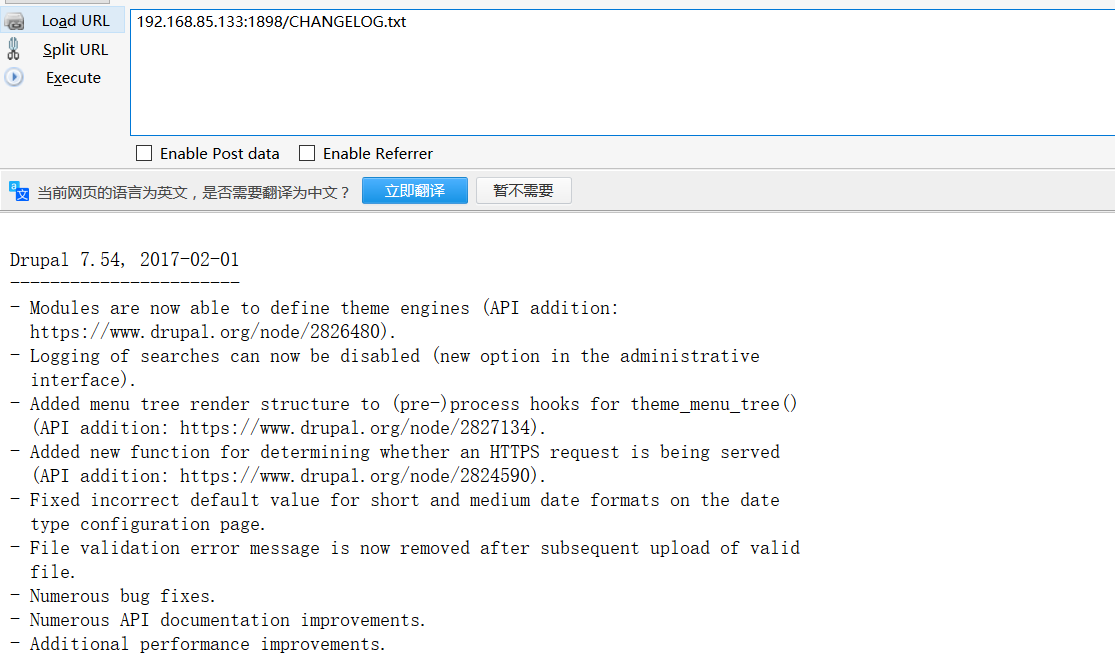 Load URL
192.168.85.133:1898/CHANGELOG.txt
Split URL
Execute
Enable Post data
Enable Referrer
当前网页的语言为英文，是否需要翻译为中文？
立即翻译
暂不需要
Drupal 7.54, 2017-02-01
-----------------------
- Modules are now able to define theme engines (API addition:
https://www.drupal.org/node/2826480).
- Logging of searches can now be disabled (new option in the administrative
interface).
- Added menu tree render structure to (pre-)process hooks for theme_menu_tree()
(API addition: https://www.drupal.org/node/2827134).
- Added new function for determining whether an HTTPS request is being served
(API addition: https://www.drupal.org/node/2824590).
- Fixed incorrect default value for short and medium date formats on the date
type configuration page.
- File validation error message is now removed after subsequent upload of valid
file.
- Numerous bug fixes.
- Numerous API documentation improvements.
- Additional performance improvements.